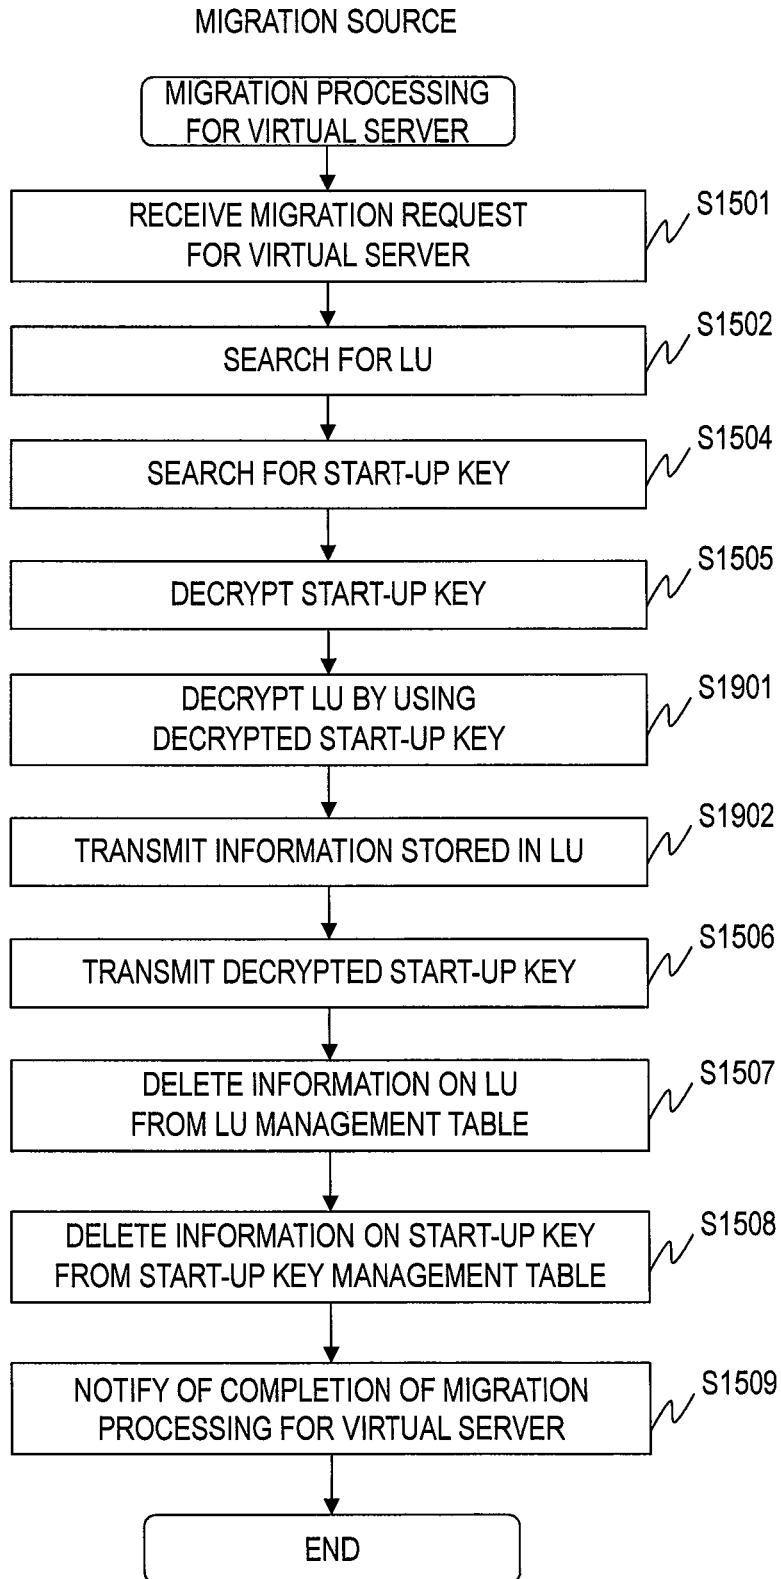 MIGRATION SOURCE
MIGRATION PROCESSING
FOR VIRTUAL SERVER
RECEIVE MIGRATION REQUEST
FOR VIRTUAL SERVER
S1501
SEARCH FOR LU
S1502
SEARCH FOR START-UP KEY
S1504
DECRYPT START-UP KEY
S1505
DECRYPT LU BY USING
DECRYPTED START-UP KEY
S1901
TRANSMIT INFORMATION STORED IN LU
S1902
TRANSMIT DECRYPTED START-UP KEY
S1506
DELETE INFORMATION ON LU
FROM LU MANAGEMENT TABLE
S1507
DELETE INFORMATION ON START-UP KEY
FROM START-UP KEY MANAGEMENT TABLE
S1508
NOTIFY OF COMPLETION OF MIGRATION
PROCESSING FOR VIRTUAL SERVER
S1509
END